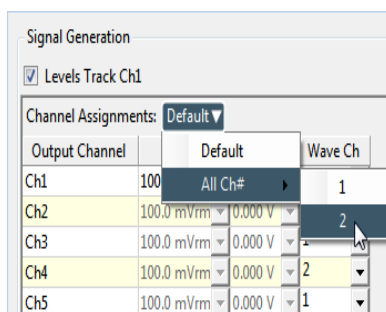 Signal Generation
Levels Track Ch1
Channel Assignments: Default▼
Output Channel Default Wave Ch
Ch1 100 All Ch# 1
Ch2 100.0 mVrm 0.000 V 2
Ch3 100.0 mVrm 0.000 V 1
Ch4 100.0 mVrm 0.000 V 2
Ch5 100.0 mVrm 0.000 V 1